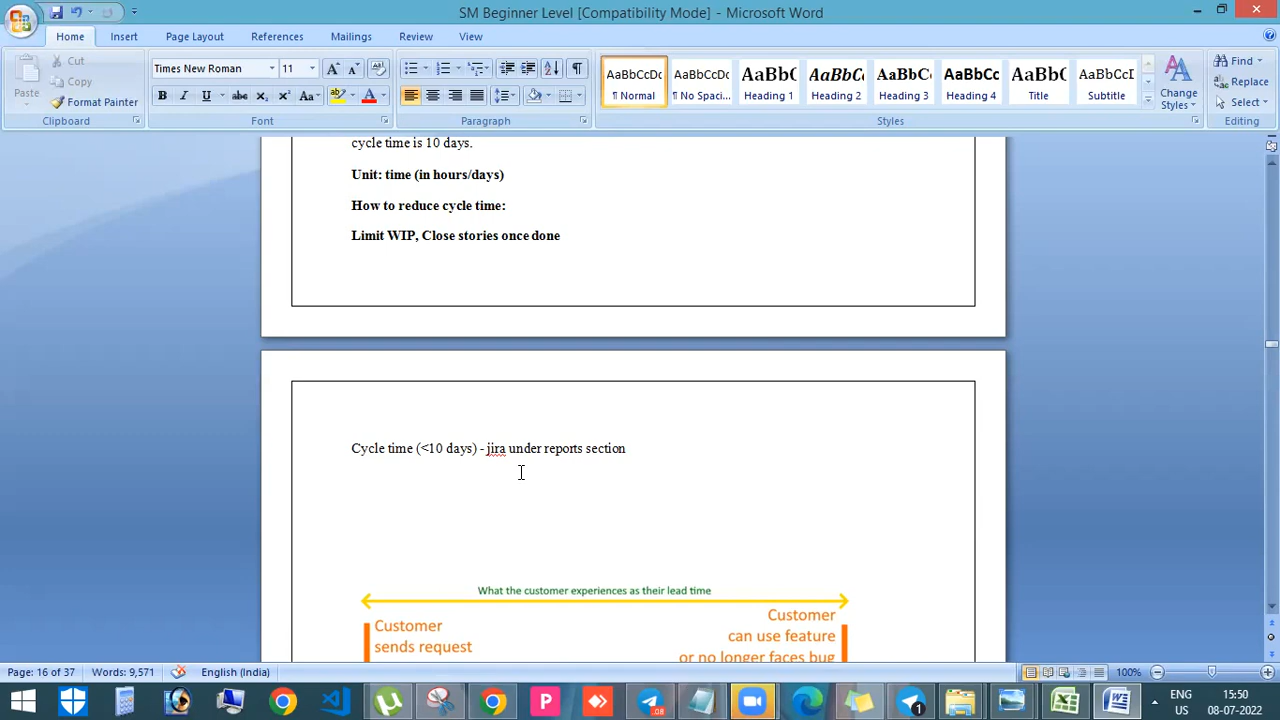 SM Beginner Level [Compatibility Mode] - Microsoft Word
Home Insert Page Layout References Mailings Review View
Paste
Cut
Copy
Format Painter
Clipboard
Times New Roman 11
Font
Paragraph
AaBbCcDc AaBbCcDc AaBbC AaBbCc AaBbCc AaBbCc AaBbC AaBbCcI
¶ Normal ¶ No Spaci... Heading 1 Heading 2 Heading 3 Heading 4 Title Subtitle
Change
Styles
Styles
Find
Replace
Select
Editing
cycle time is 10 days.
Unit: time (in hours/days)
How to reduce cycle time:
Limit WIP, Close stories once done
Cycle time (<10 days) - jira under reports section
What the customer experiences as their lead time
Customer
sends request
Customer
can use feature
or no longer faces bug
Page: 16 of 37 Words: 9,571 English (India) 100%
ENG
US
15:50
08-07-2022